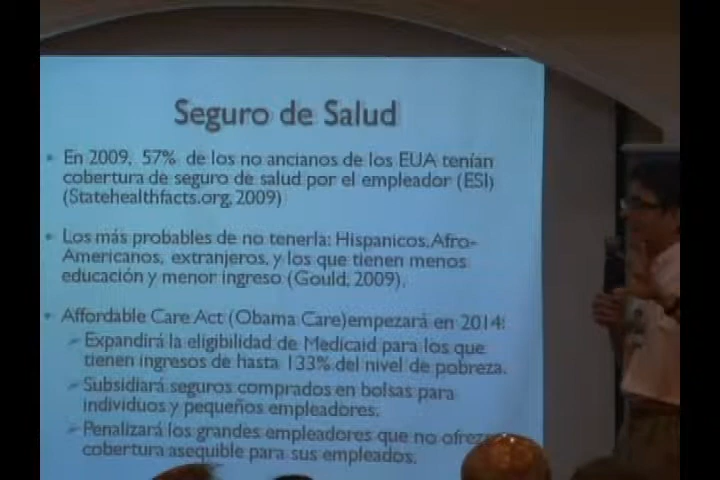 Seguro de Salud
• En 2009, 57% de los no ancianos de los EUA tenían
cobertura de seguro de salud por el empleador (ESI)
(Statehealthfacts.org, 2009)
• Los más probables de no tenerla: Hispanicos, Afro-
Americanos, extranjeros, y los que tienen menos
educación y menor ingreso (Gould, 2009).
• Affordable Care Act (Obama Care)empezará en 2014:
Expandirá la eligibilidad de Medicaid para los que
tienen ingresos de hasta 133% del nivel de pobreza.
Subsidiará seguros comprados en bolsas para
individuos y pequeños empleadores.
Penalizará los grandes empleadores que no ofrez
cobertura asequible para sus empleados.